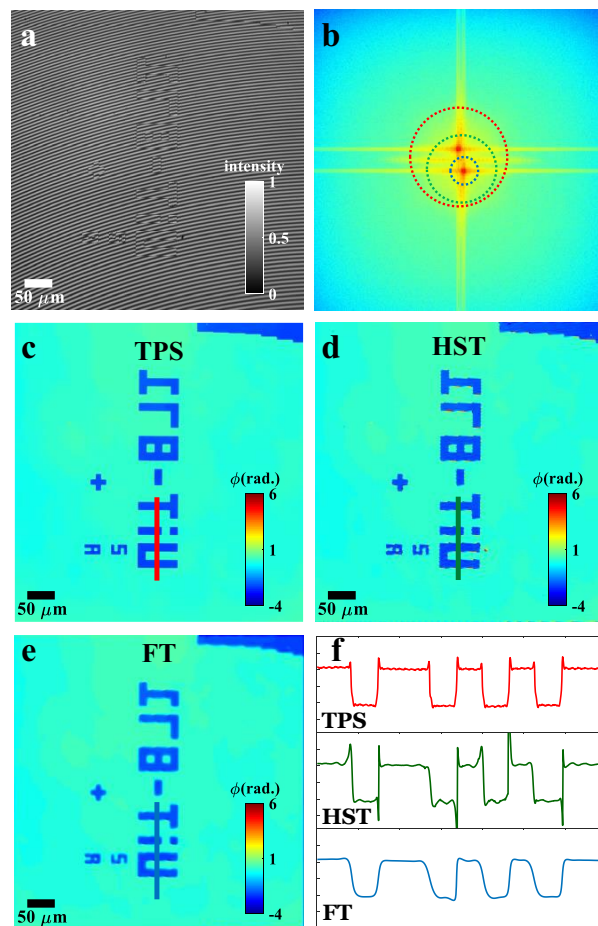 a
intensity
1
0.5
0
50 μm
b
c
TPS
ϕ(rad.)
6
1
-4
50 μm
d
HST
ϕ(rad.)
6
1
-4
50 μm
e
FT
ϕ(rad.)
6
1
-4
50 μm
f
TPS
HST
FT